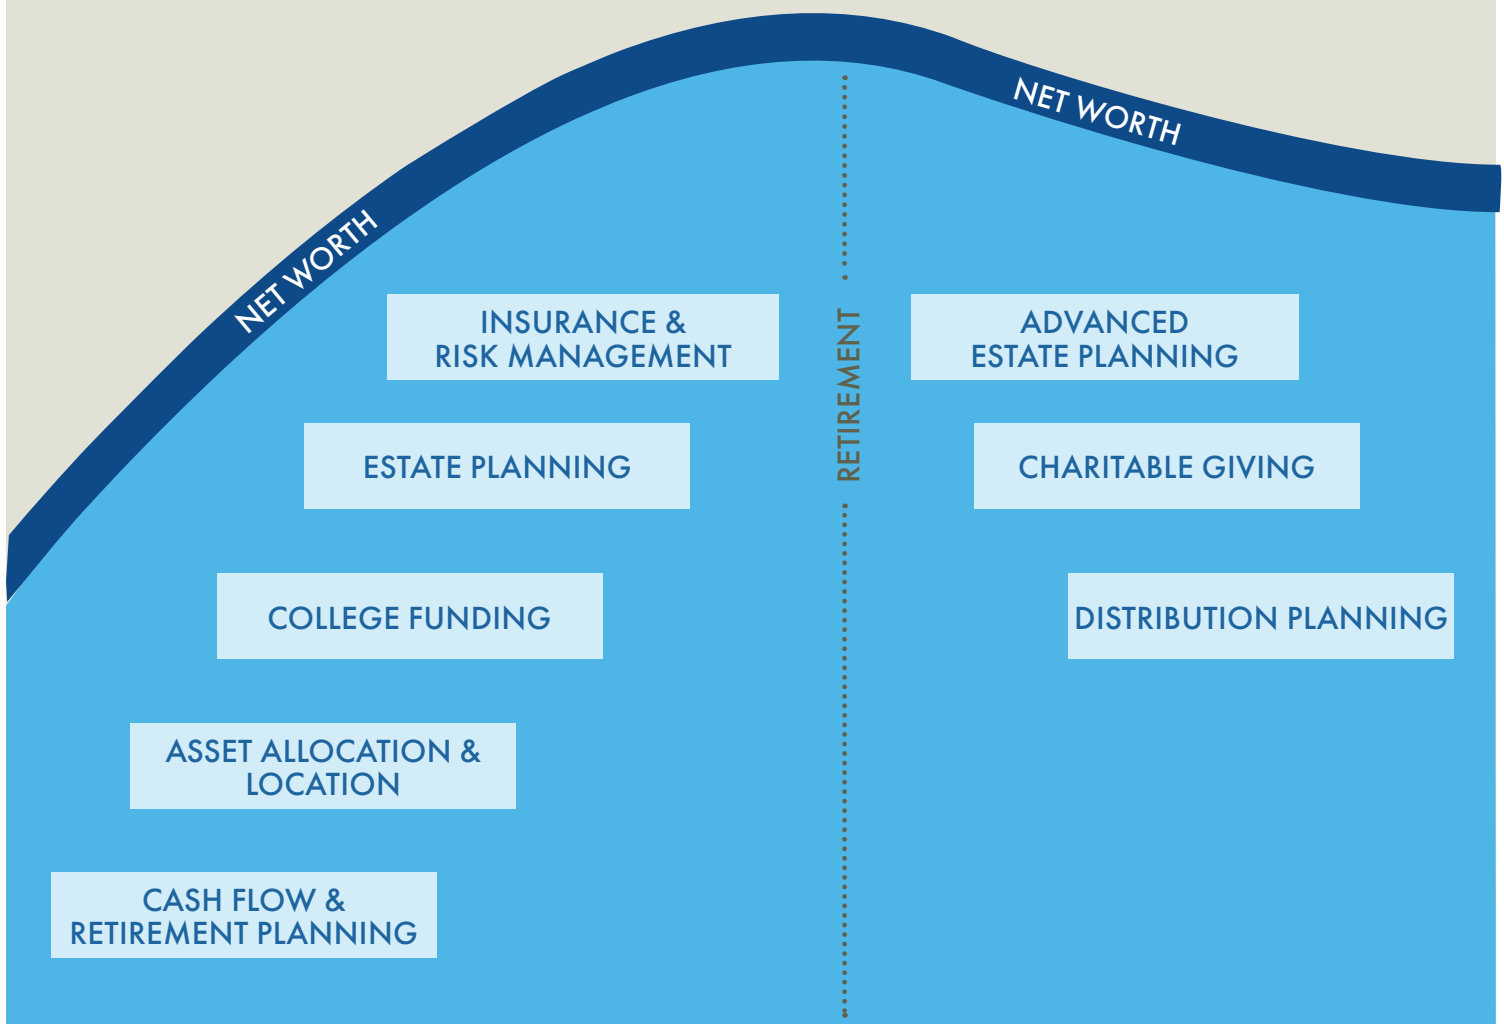 NET WORTH
NET WORTH
INSURANCE &
RISK MANAGEMENT
ESTATE PLANNING
COLLEGE FUNDING
ASSET ALLOCATION &
LOCATION
CASH FLOW &
RETIREMENT PLANNING
RETIREMENT
ADVANCED
ESTATE PLANNING
CHARITABLE GIVING
DISTRIBUTION PLANNING